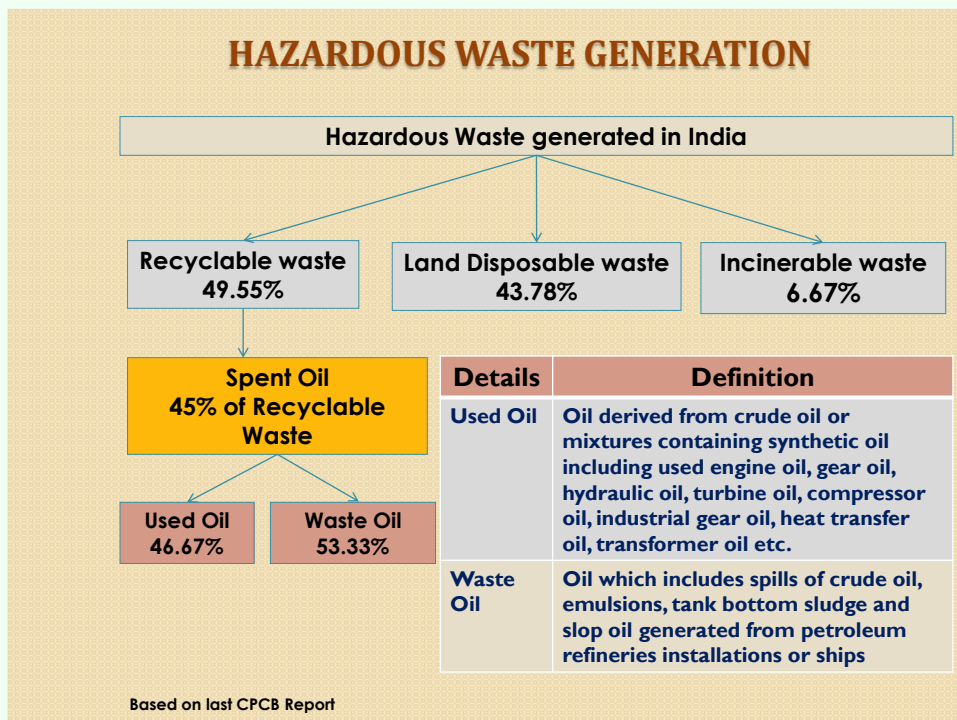 HAZARDOUS WASTE GENERATION
Hazardous Waste generated in India
Recyclable waste
49.55%
Land Disposable waste
43.78%
Incinerable waste
6.67%
Spent Oil
45% of Recyclable
Waste
Used Oil
46.67%
Waste Oil
53.33%
Details
Definition
Used Oil
Oil derived from crude oil or
mixtures containing synthetic oil
including used engine oil, gear oil,
hydraulic oil, turbine oil, compressor
oil, industrial gear oil, heat transfer
oil, transformer oil etc.
Waste
Oil
Oil which includes spills of crude oil,
emulsions, tank bottom sludge and
slop oil generated from petroleum
refineries installations or ships
Based on last CPCB Report